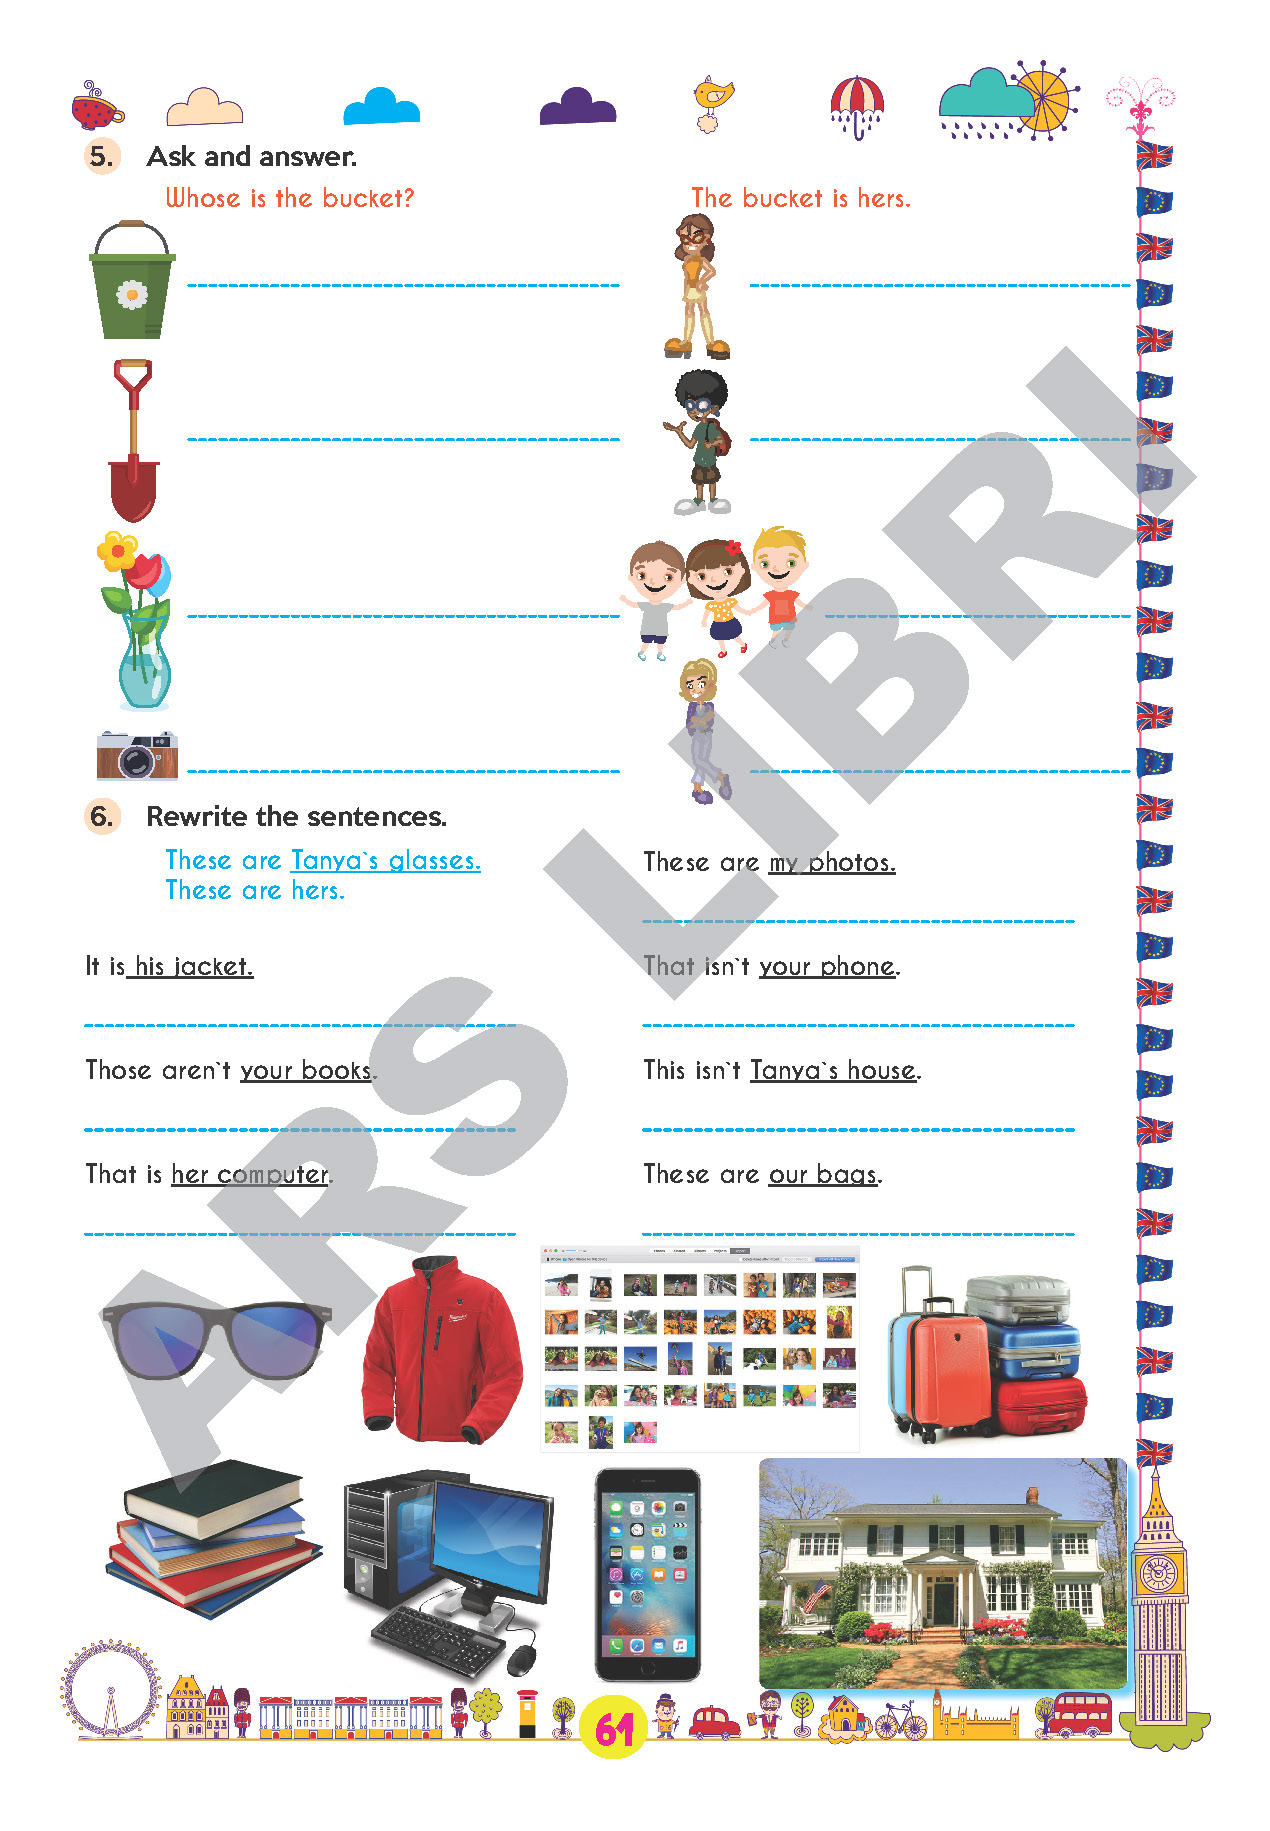 5. Ask and answer.
Whose is the bucket? The bucket is hers.
6. Rewrite the sentences.
These are Tanya`s glasses.
These are hers.
These are my photos.
It is his jacket.
That isn`t your phone.
Those aren`t your books.
This isn`t Tanya`s house.
That is her computer.
These are our bags.
ARS LIBRI
61